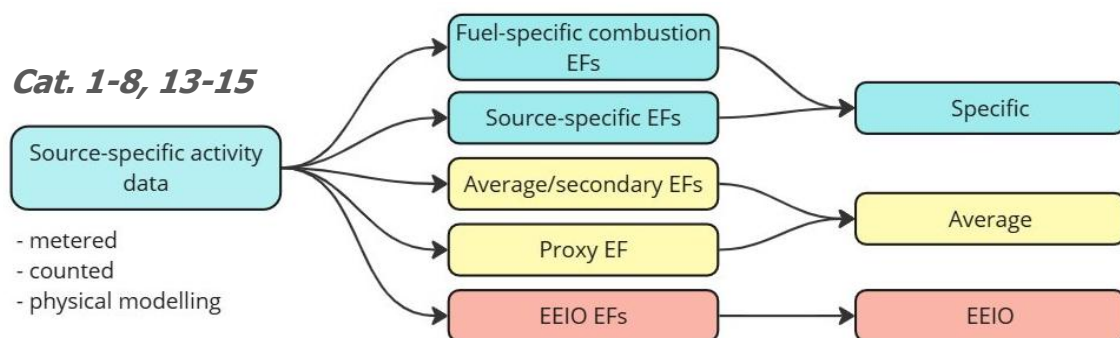 Cat. 1-8, 13-15
Source-specific activity
data
- metered
- counted
- physical modelling
Fuel-specific combustion
EFs
Source-specific EFs
Average/secondary EFs
Proxy EF
EEIO EFs
Specific
Average
EEIO